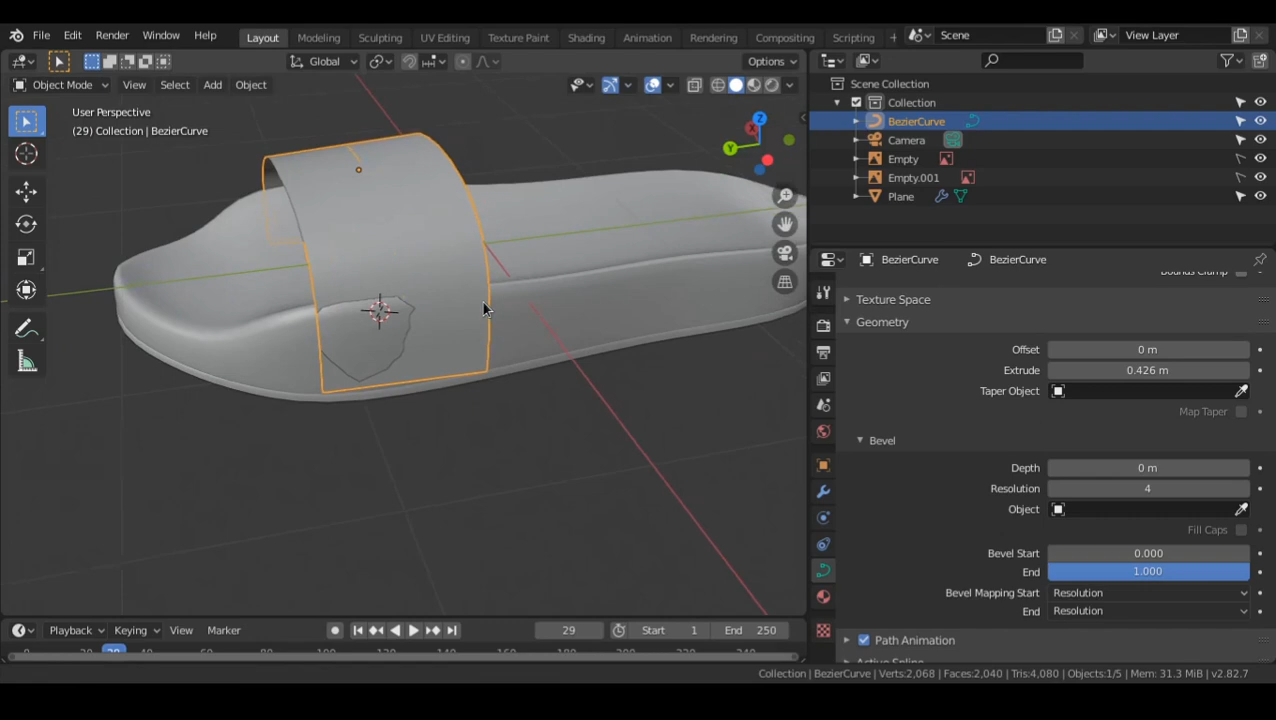 File Edit Render Window Help Layout Modeling Sculpting UV Editing Texture Paint Shading Animation Rendering Compositing Scripting + Scene View Layer
Global Options
Object Mode View Select Add Object
Scene Collection
User Perspective
(29) Collection | BezierCurve
Collection
BezierCurve
Camera
Empty
Empty.001
Plane
Z
X
Y
BezierCurve BezierCurve
Texture Space
Geometry
Offset 0 m
Extrude 0.426 m
Taper Object
Map Taper
Bevel
Depth 0 m
Resolution 4
Object
Fill Caps
Bevel Start 0.000
End 1.000
Bevel Mapping Start Resolution
End Resolution
Path Animation
Playback Keying View Marker 29 Start 1 End 250
Collection | BezierCurve | Verts:2,068 | Faces:2,040 | Tris:4,080 | Objects:1/5 | Mem: 31.3 MiB | v2.82.7